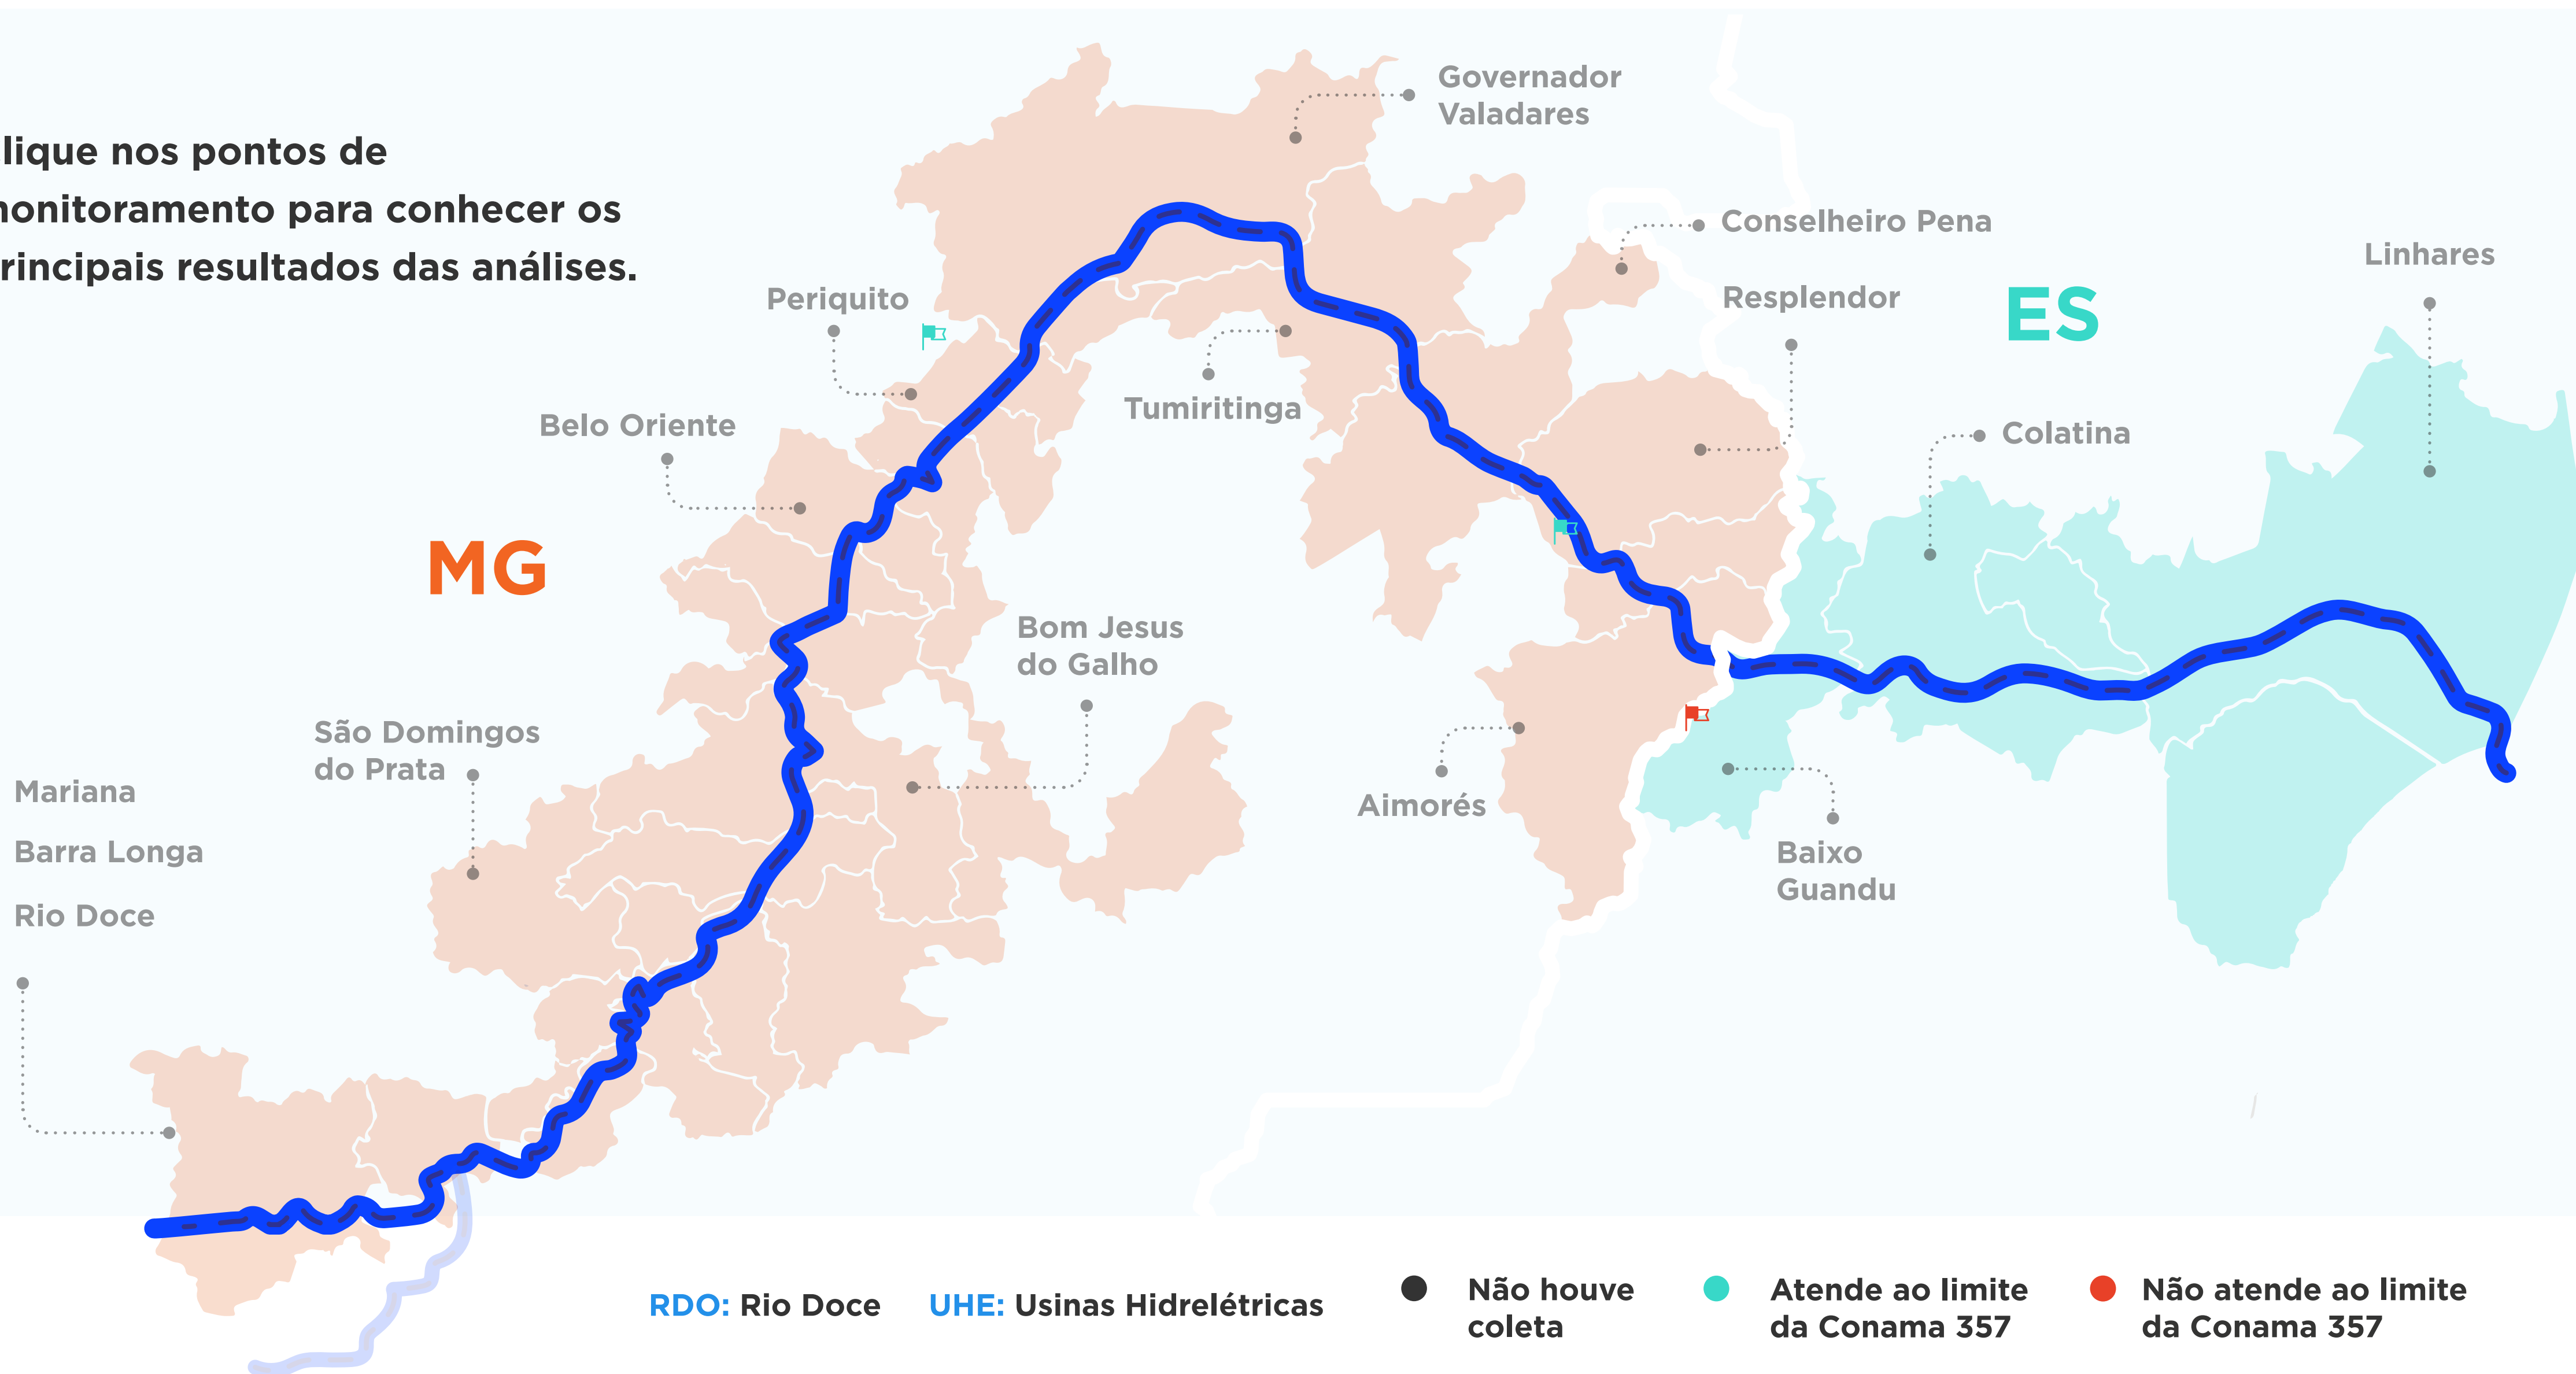 lique nos pontos de
onitoramento para conhecer os
rincipais resultados das análises.
Governador
Valadares
Conselheiro Pena
Resplendor
Linhares
ES
Periquito
Tumiritinga
Belo Oriente
Colatina
MG
Bom Jesus
do Galho
São Domingos
do Prata
Mariana
Barra Longa
Rio Doce
Aimorés
Baixo
Guandu
RDO: Rio Doce
UHE: Usinas Hidrelétricas
Não houve
coleta
Atende ao limite
da Conama 357
Não atende ao limite
da Conama 357